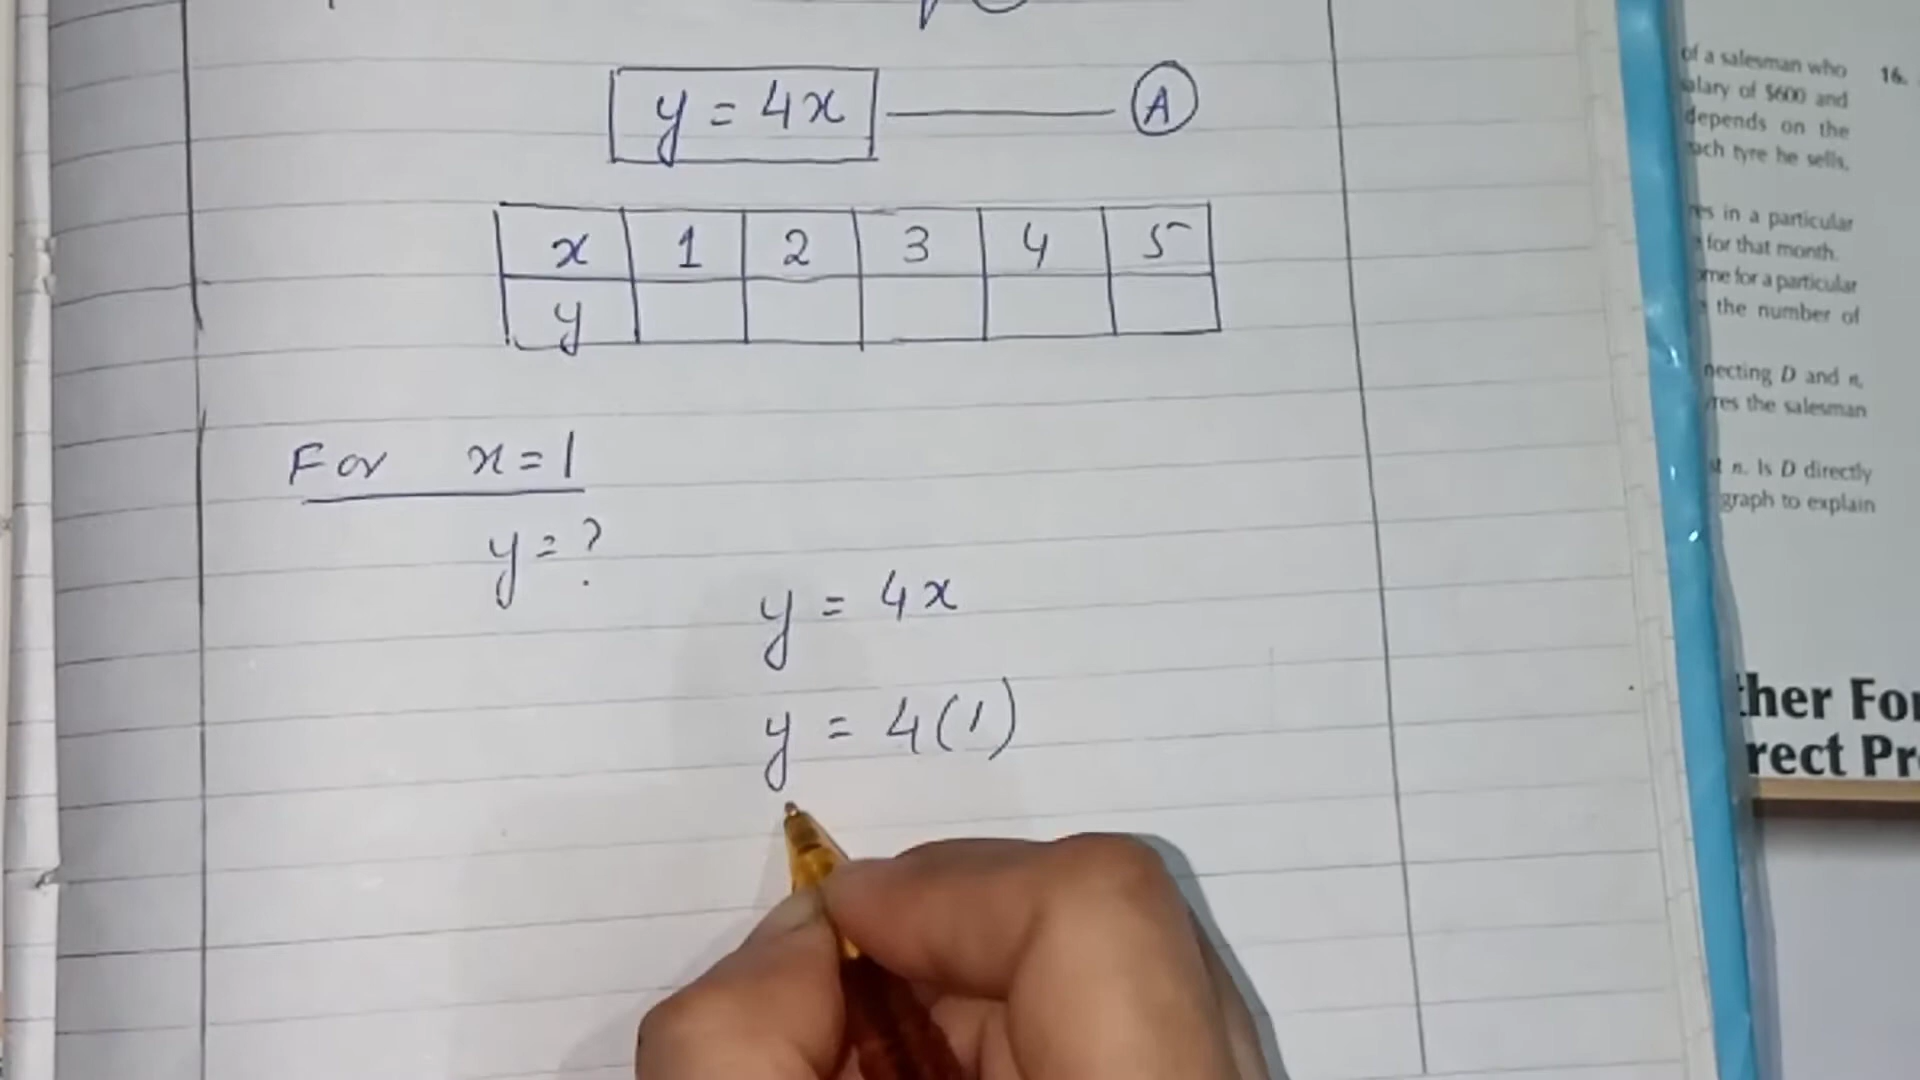 y = 4x Ⓐ
x 1 2 3 4 5
y
For x = 1
y = ?
y = 4x
y = 4(1)
of a salesman who
salary of $600 and
depends on the
each tyre he sells.
16.
in a particular
for that month.
for a particular
the number of
necting D and n,
the salesman
n. Is D directly
graph to explain
ther For
rect Pr